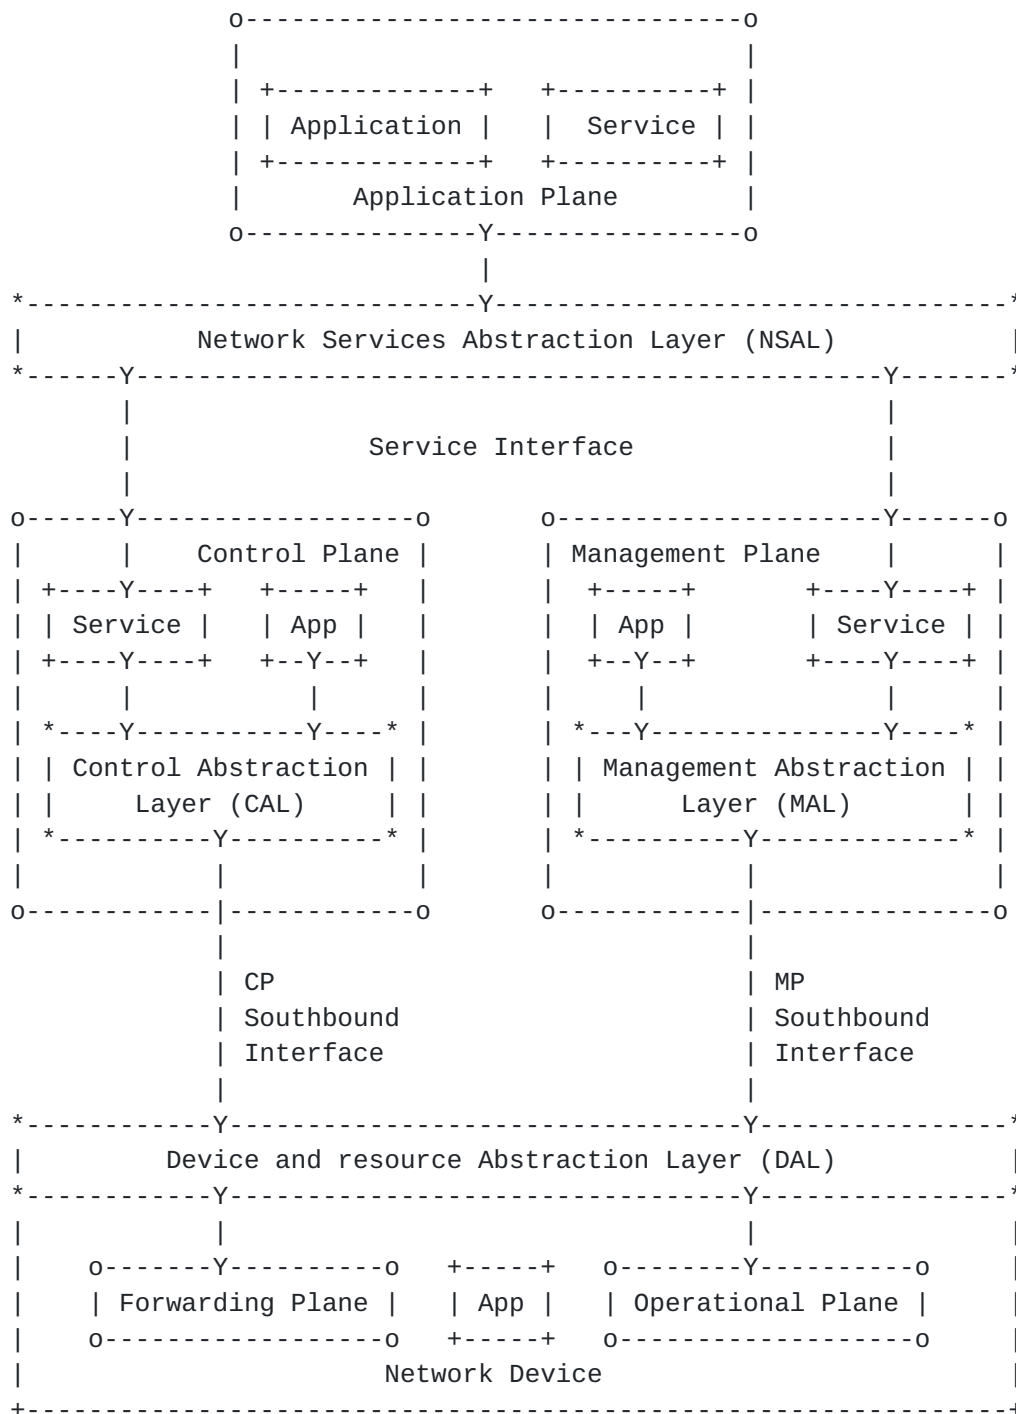 o--------------------------------o
|                                |
| +-------------+   +----------+ |
| | Application |   |  Service | |
| +-------------+   +----------+ |
|       Application Plane        |
o---------------Y----------------o
|
*-----------------------------Y---------------------------------*
|           Network Services Abstraction Layer (NSAL)           |
*------Y------------------------------------------------Y-------*
|                                                |
|               Service Interface                |
|                                                |
o------Y------------------o       o---------------------Y------o
|      |    Control Plane |       | Management Plane    |      |
| +----Y----+   +-----+   |       |  +-----+       +----Y----+ |
| | Service |   | App |   |       |  | App |       | Service | |
| +----Y----+   +--Y--+   |       |  +--Y--+       +----Y----+ |
|      |           |      |       |     |               |      |
| *----Y-----------Y----* |       | *---Y---------------Y----* |
| | Control Abstraction | |       | | Management Abstraction | |
| |     Layer (CAL)     | |       | |      Layer (MAL)       | |
| *----------Y----------* |       | *----------Y-------------* |
|            |            |       |            |               |
o------------|------------o       o------------|---------------o
|                                 |
| CP                              | MP
| Southbound                      | Southbound
| Interface                       | Interface
|                                 |
*------------Y---------------------------------Y----------------*
|         Device and resource Abstraction Layer (DAL)           |
*------------Y---------------------------------Y----------------*
|            |                                 |                |
|    o-------Y----------o   +-----+   o--------Y----------o     |
|    | Forwarding Plane |   | App |   | Operational Plane |     |
|    o------------------o   +-----+   o-------------------o     |
|                       Network Device                          |
+---------------------------------------------------------------+